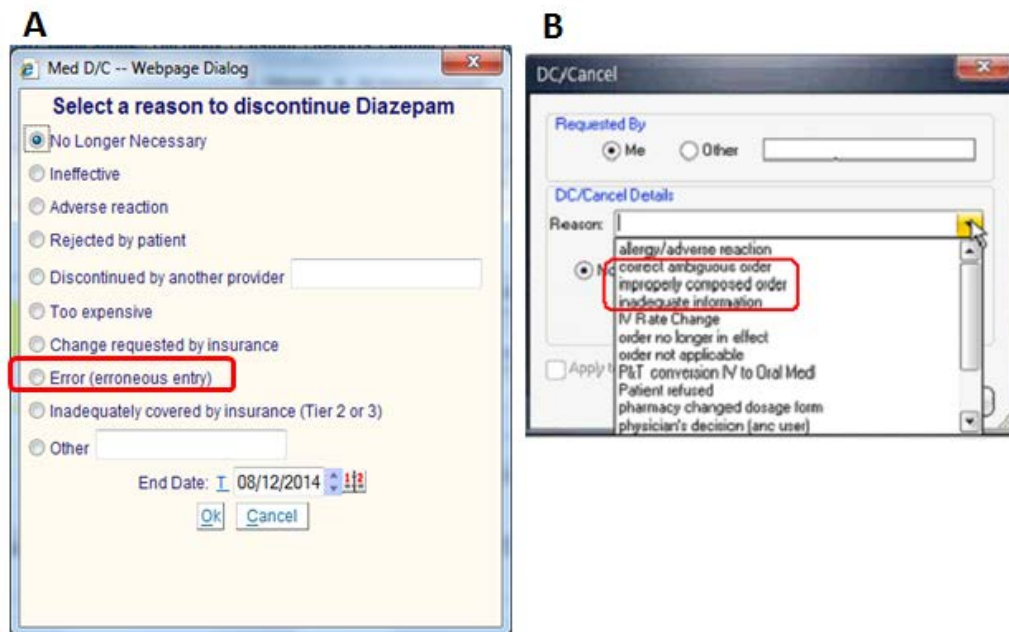 A
Med D/C -- Webpage Dialog
Select a reason to discontinue Diazepam
No Longer Necessary
Ineffective
Adverse reaction
Rejected by patient
Discontinued by another provider
Too expensive
Change requested by insurance
Error (erroneous entry)
Inadequately covered by insurance (Tier 2 or 3)
Other
End Date: T 08/12/2014
Ok Cancel
B
DC/Cancel
Requested By
Me Other
DC/Cancel Details
Reason:
allergy/adverse reaction
correct ambiguous order
improperly composed order
inadequate information
IV Rate Change
order no longer in effect
order not applicable
P&T conversion IV to Oral Med
Patient refused
pharmacy changed dosage form
physician's decision (anc user)
Apply